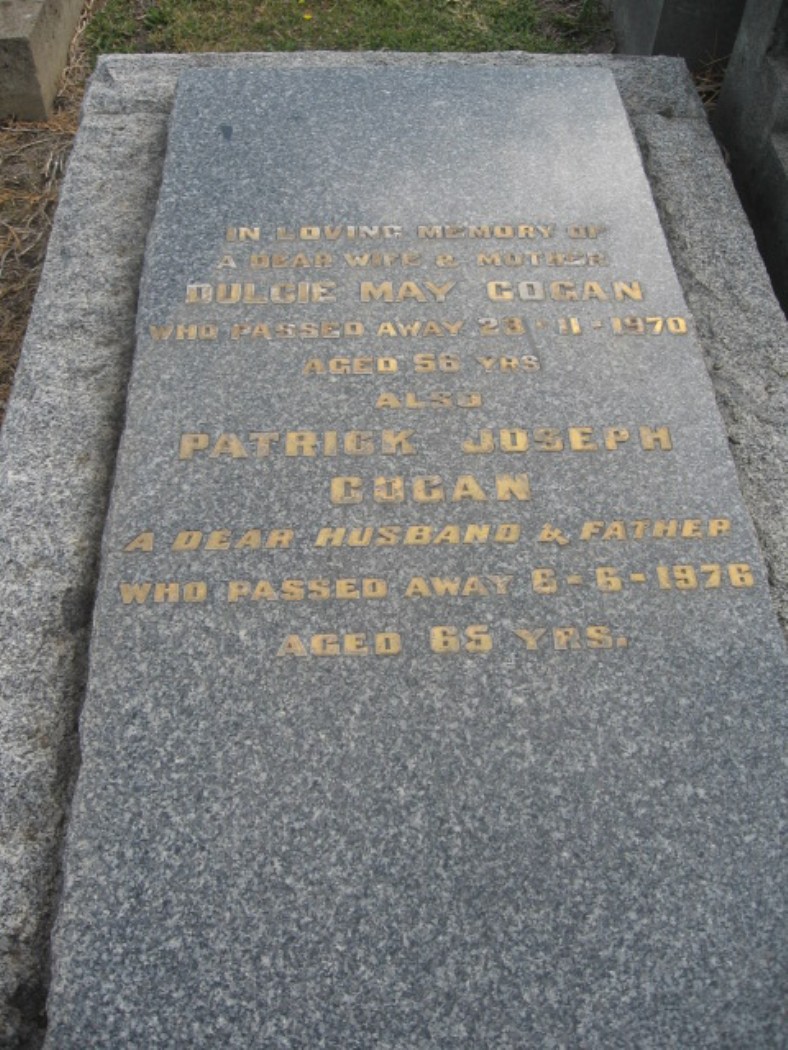 IN LOVING MEMORY OF
A DEAR WIFE & MOTHER
DULCIE MAY COGAN
WHO PASSED AWAY 23-11-1970
AGED 56 YRS
ALSO
PATRICK JOSEPH
COGAN
A DEAR HUSBAND & FATHER
WHO PASSED AWAY 6-6-1976
AGED 65 YRS.